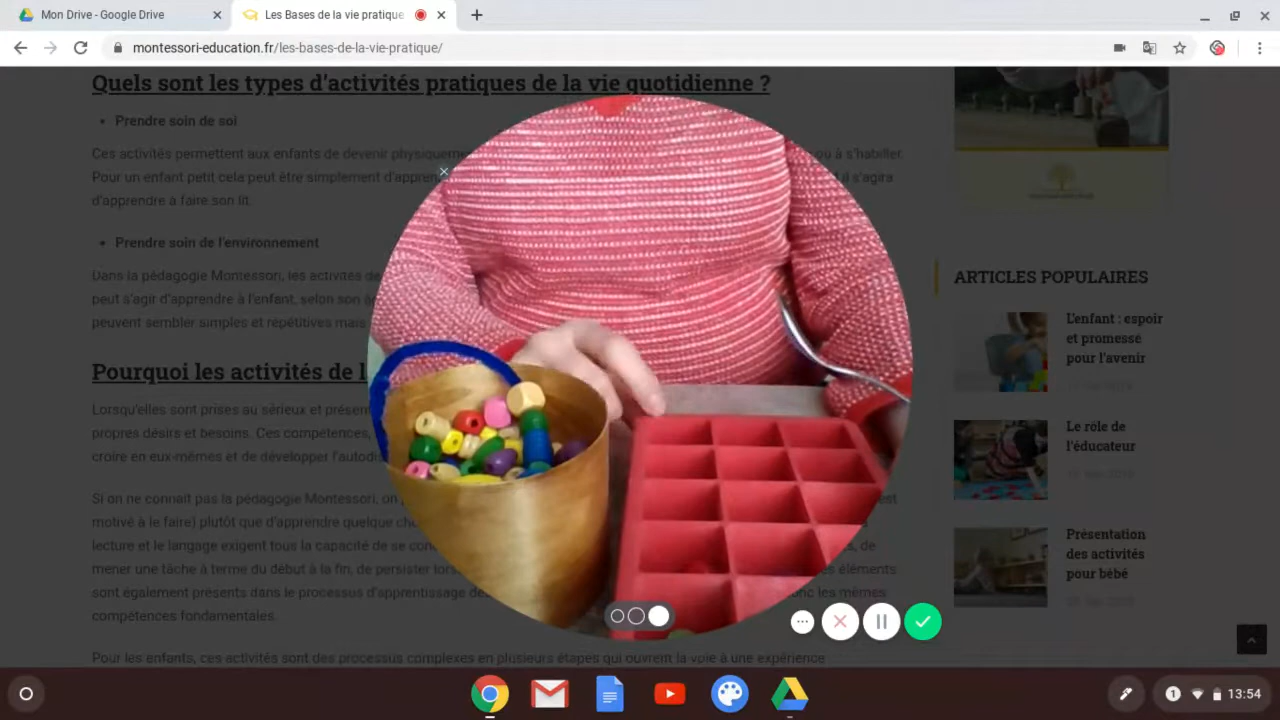 Mon Drive - Google Drive
Les Bases de la vie pratique
montessori-education.fr/les-bases-de-la-vie-pratique/
Quels sont les types d'activités pratiques de la vie quotidienne ?
Prendre soin de soi
Ces activités permettent aux enfants de devenir
ou à s'habiller.
Pour un enfant petit cela peut être simplement
il s'agira
d'apprendre à faire son lit.
Prendre soin de l'environnement
Dans la pédagogie Montessori, les activités de
peut s'agir d'apprendre à l'enfant, selon son
peuvent sembler simples et répétitives mais
Pourquoi les activités de
Lorsqu'elles sont prises au sérieux et
propres désirs et besoins. Ces compétences,
croire en eux-mêmes et de développer
Si on ne connait pas la pédagogie Montessori, on
est
motivé à le faire) plutôt que d'apprendre quelque
lecture et le langage exigent tous la capacité de se
de
mener une tâche à terme du début à la fin, de persister
éléments
sont également présents dans le processus d'apprentissage
donc les mêmes
compétences fondamentales.
Pour les enfants, ces activités sont des processus complexes en plusieurs étapes qui ouvrent la voie à une expérience
ARTICLES POPULAIRES
L'enfant : espoir
et promesse
pour l'avenir
Le rôle de
l'éducateur
Présentation
des activités
pour bébé
1
13:54